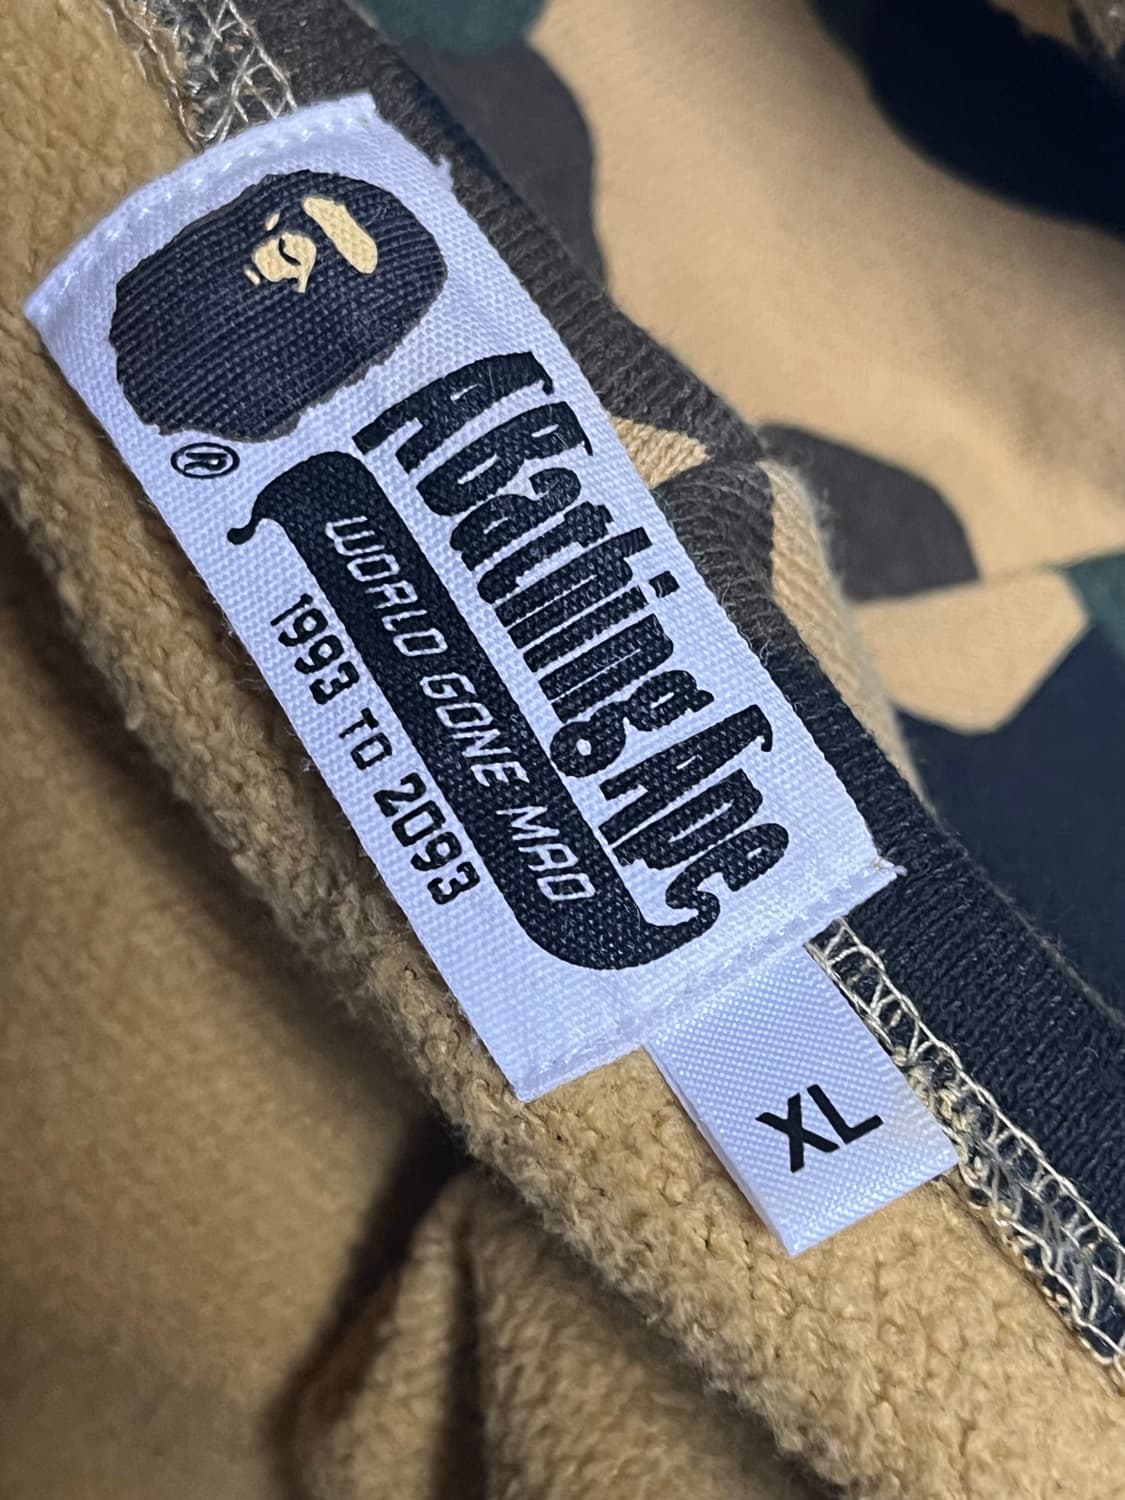 ®
A Bathing Ape
WORLD GONE MAD
1993 TO 2093
XL